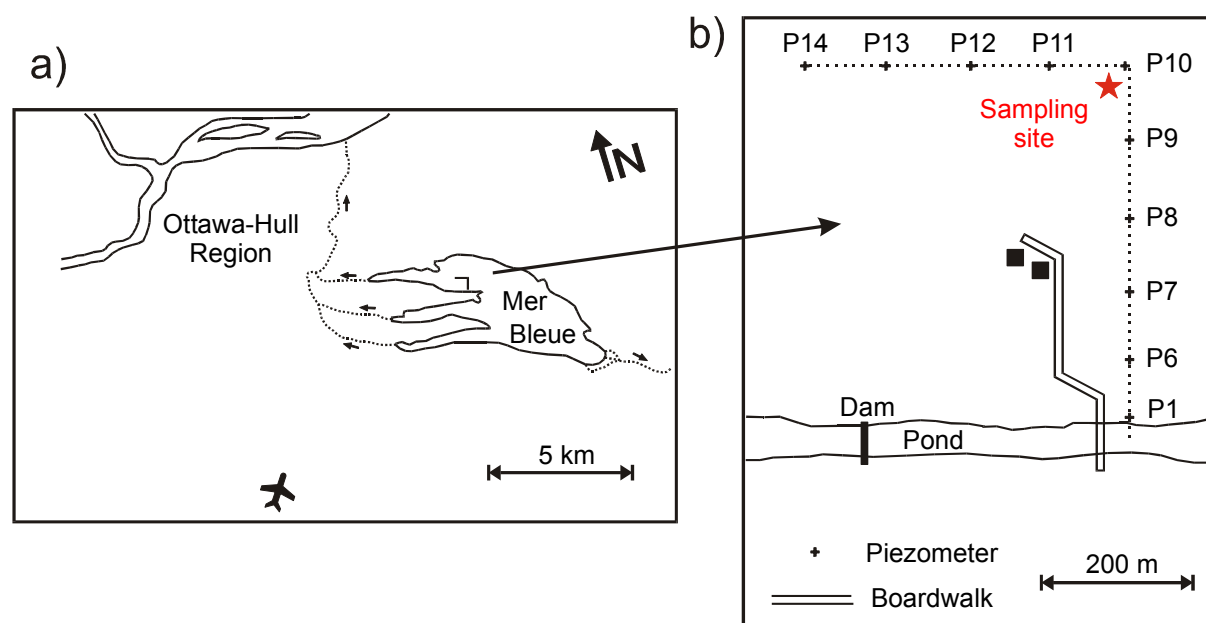 a)
N
Ottawa-Hull
Region
Mer
Bleue
5 km
b)
P14
P13
P12
P11
P10
Sampling
site
P9
P8
P7
P6
P1
Dam
Pond
Piezometer
200 m
Boardwalk